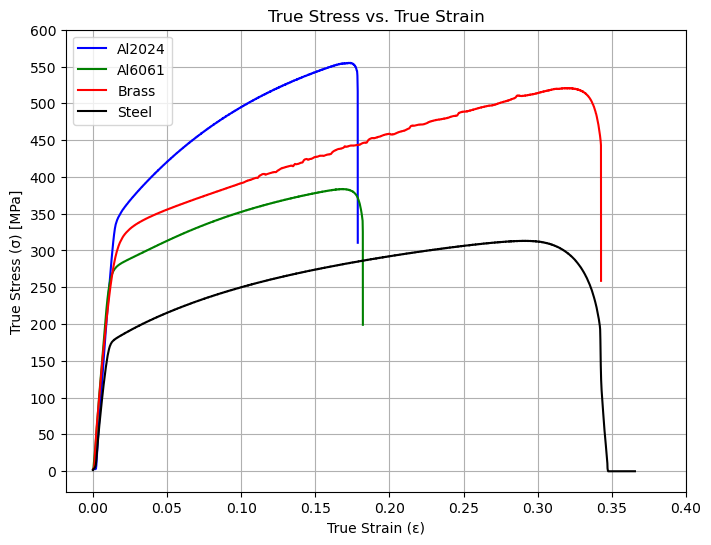 True Stress vs. True Strain
Al2024
Al6061
Brass
Steel
True Stress (σ) [MPa]
600
550
500
450
400
350
300
250
200
150
100
50
0
0.00 0.05 0.10 0.15 0.20 0.25 0.30 0.35 0.40
True Strain (ε)